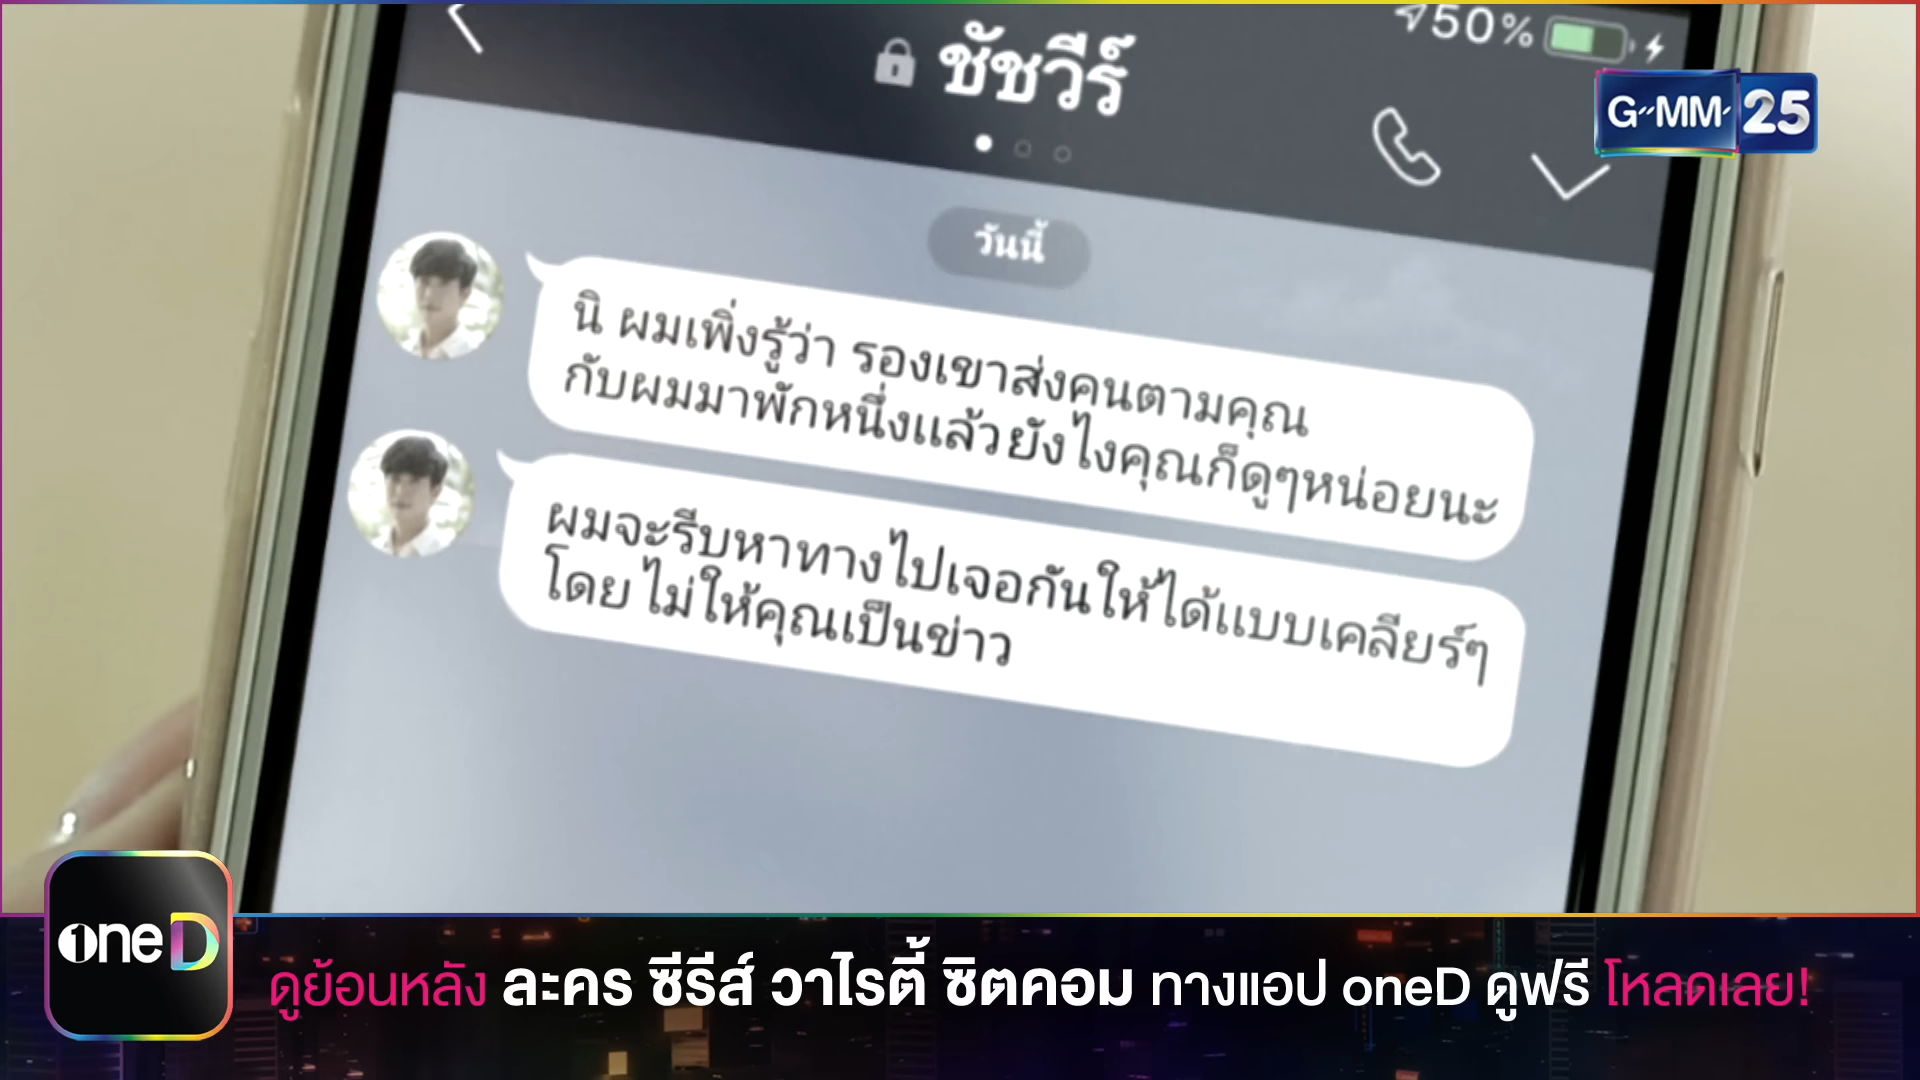 50%
ชัชวีร์
G-MM-25
วันนี้
นิ ผมเพิ่งรู้ว่า รองเขาส่งคนตามคุณ
กับผมมาพักหนึ่งแล้วยังไงคุณก็ดูๆหน่อยนะ
ผมจะรีบหาทางไปเจอกันให้ได้แบบเคลียร์ๆ
โดยไม่ให้คุณเป็นข่าว
oneD
ดูย้อนหลัง ละคร ซีรีส์ วาไรตี้ ซิตคอม ทางแอป oneD ดูฟรี โหลดเลย!